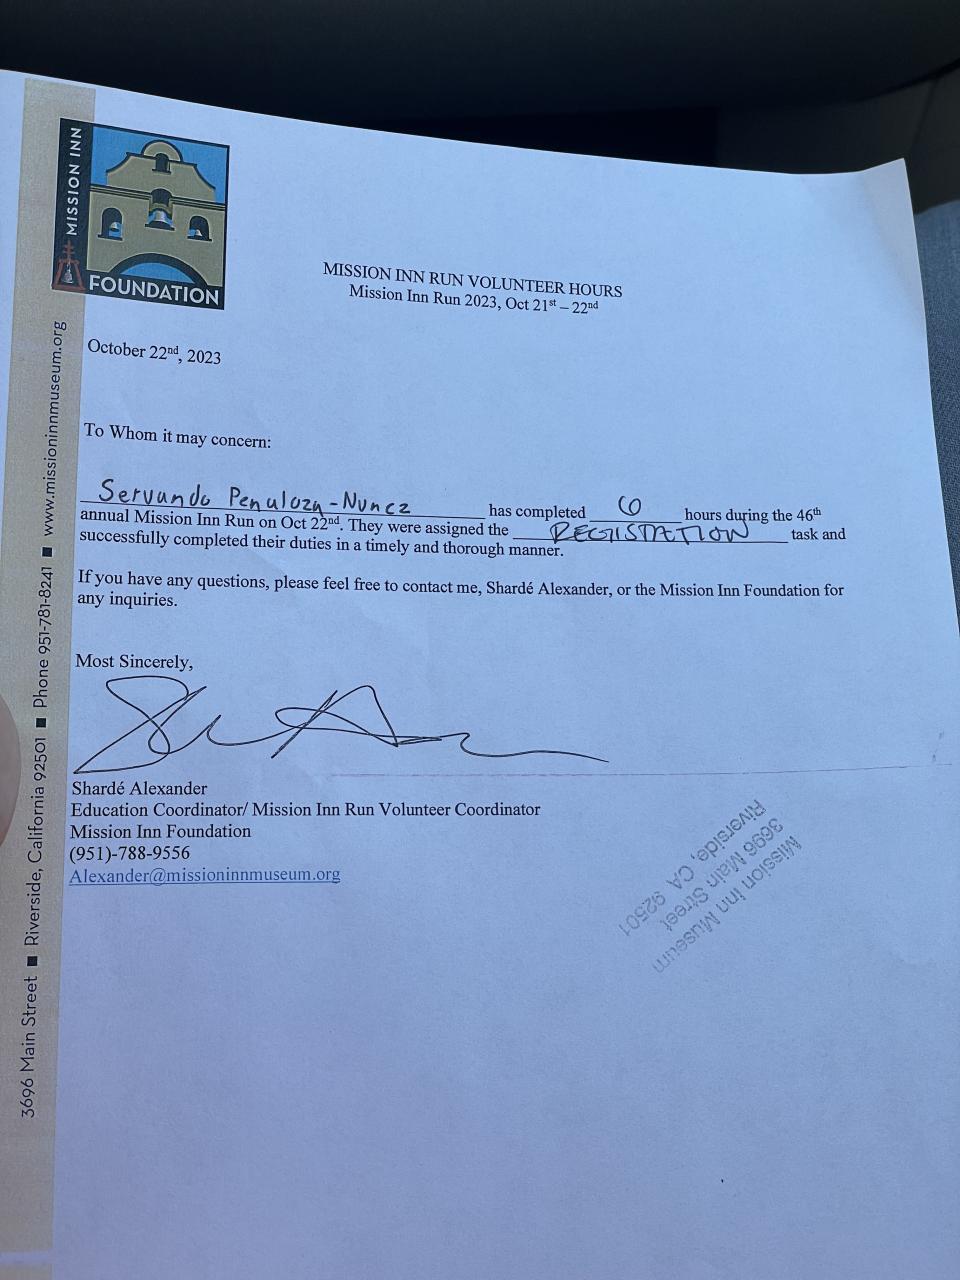 MISSION INN
FOUNDATION
MISSION INN RUN VOLUNTEER HOURS
Mission Inn Run 2023, Oct 21st – 22nd
October 22nd, 2023
To Whom it may concern:
Servando Penuloza-Nunez has completed 6 hours during the 46th
annual Mission Inn Run on Oct 22nd. They were assigned the REGISTATION task and
successfully completed their duties in a timely and thorough manner.
If you have any questions, please feel free to contact me, Shardé Alexander, or the Mission Inn Foundation for
any inquiries.
Most Sincerely,
Shardé Alexander
Education Coordinator/ Mission Inn Run Volunteer Coordinator
Mission Inn Foundation
(951)-788-9556
Alexander@missioninnmuseum.org
Mission Inn Museum
3696 Main Street
Riverside, CA 92501
3696 Main Street ■ Riverside, California 92501 ■ Phone 951-781-8241 ■ www.missioninnmuseum.org